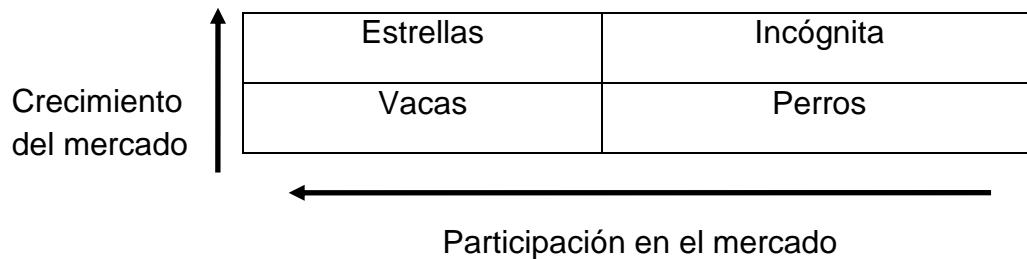 Estrellas
Incógnita
Crecimiento
del mercado
Vacas
Perros
Participación en el mercado